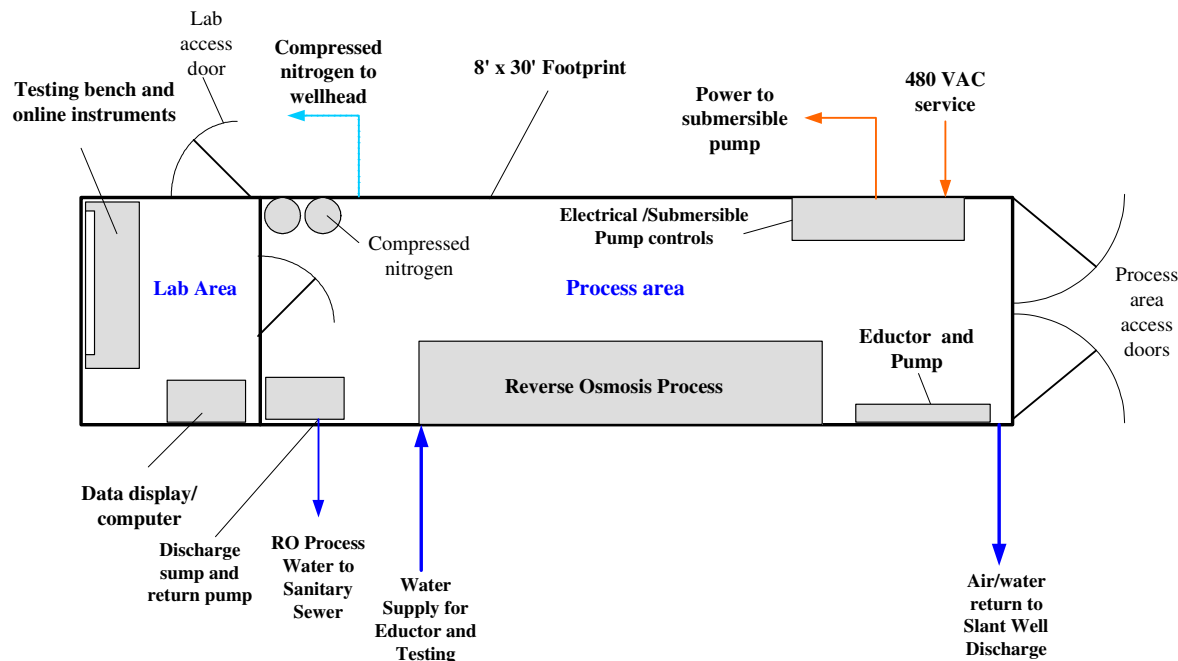 Lab
access
door
Compressed
nitrogen to
wellhead
8' x 30' Footprint
480 VAC
service
Power to
submersible
pump
Testing bench and
online instruments
Electrical /Submersible
Pump controls
Compressed
nitrogen
Lab Area
Process area
Process
area
access
doors
Eductor and
Pump
Reverse Osmosis Process
Data display/
computer
Discharge
sump and
return pump
RO Process
Water to
Sanitary
Sewer
Water
Supply for
Eductor and
Testing
Air/water
return to
Slant Well
Discharge